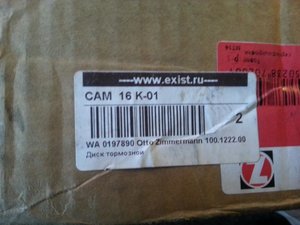 ----www.exist.ru----
CAM 16 K-01
2
WA 0197890 Otto Zimmermann 100.1222.00
Диск тормозной
Z